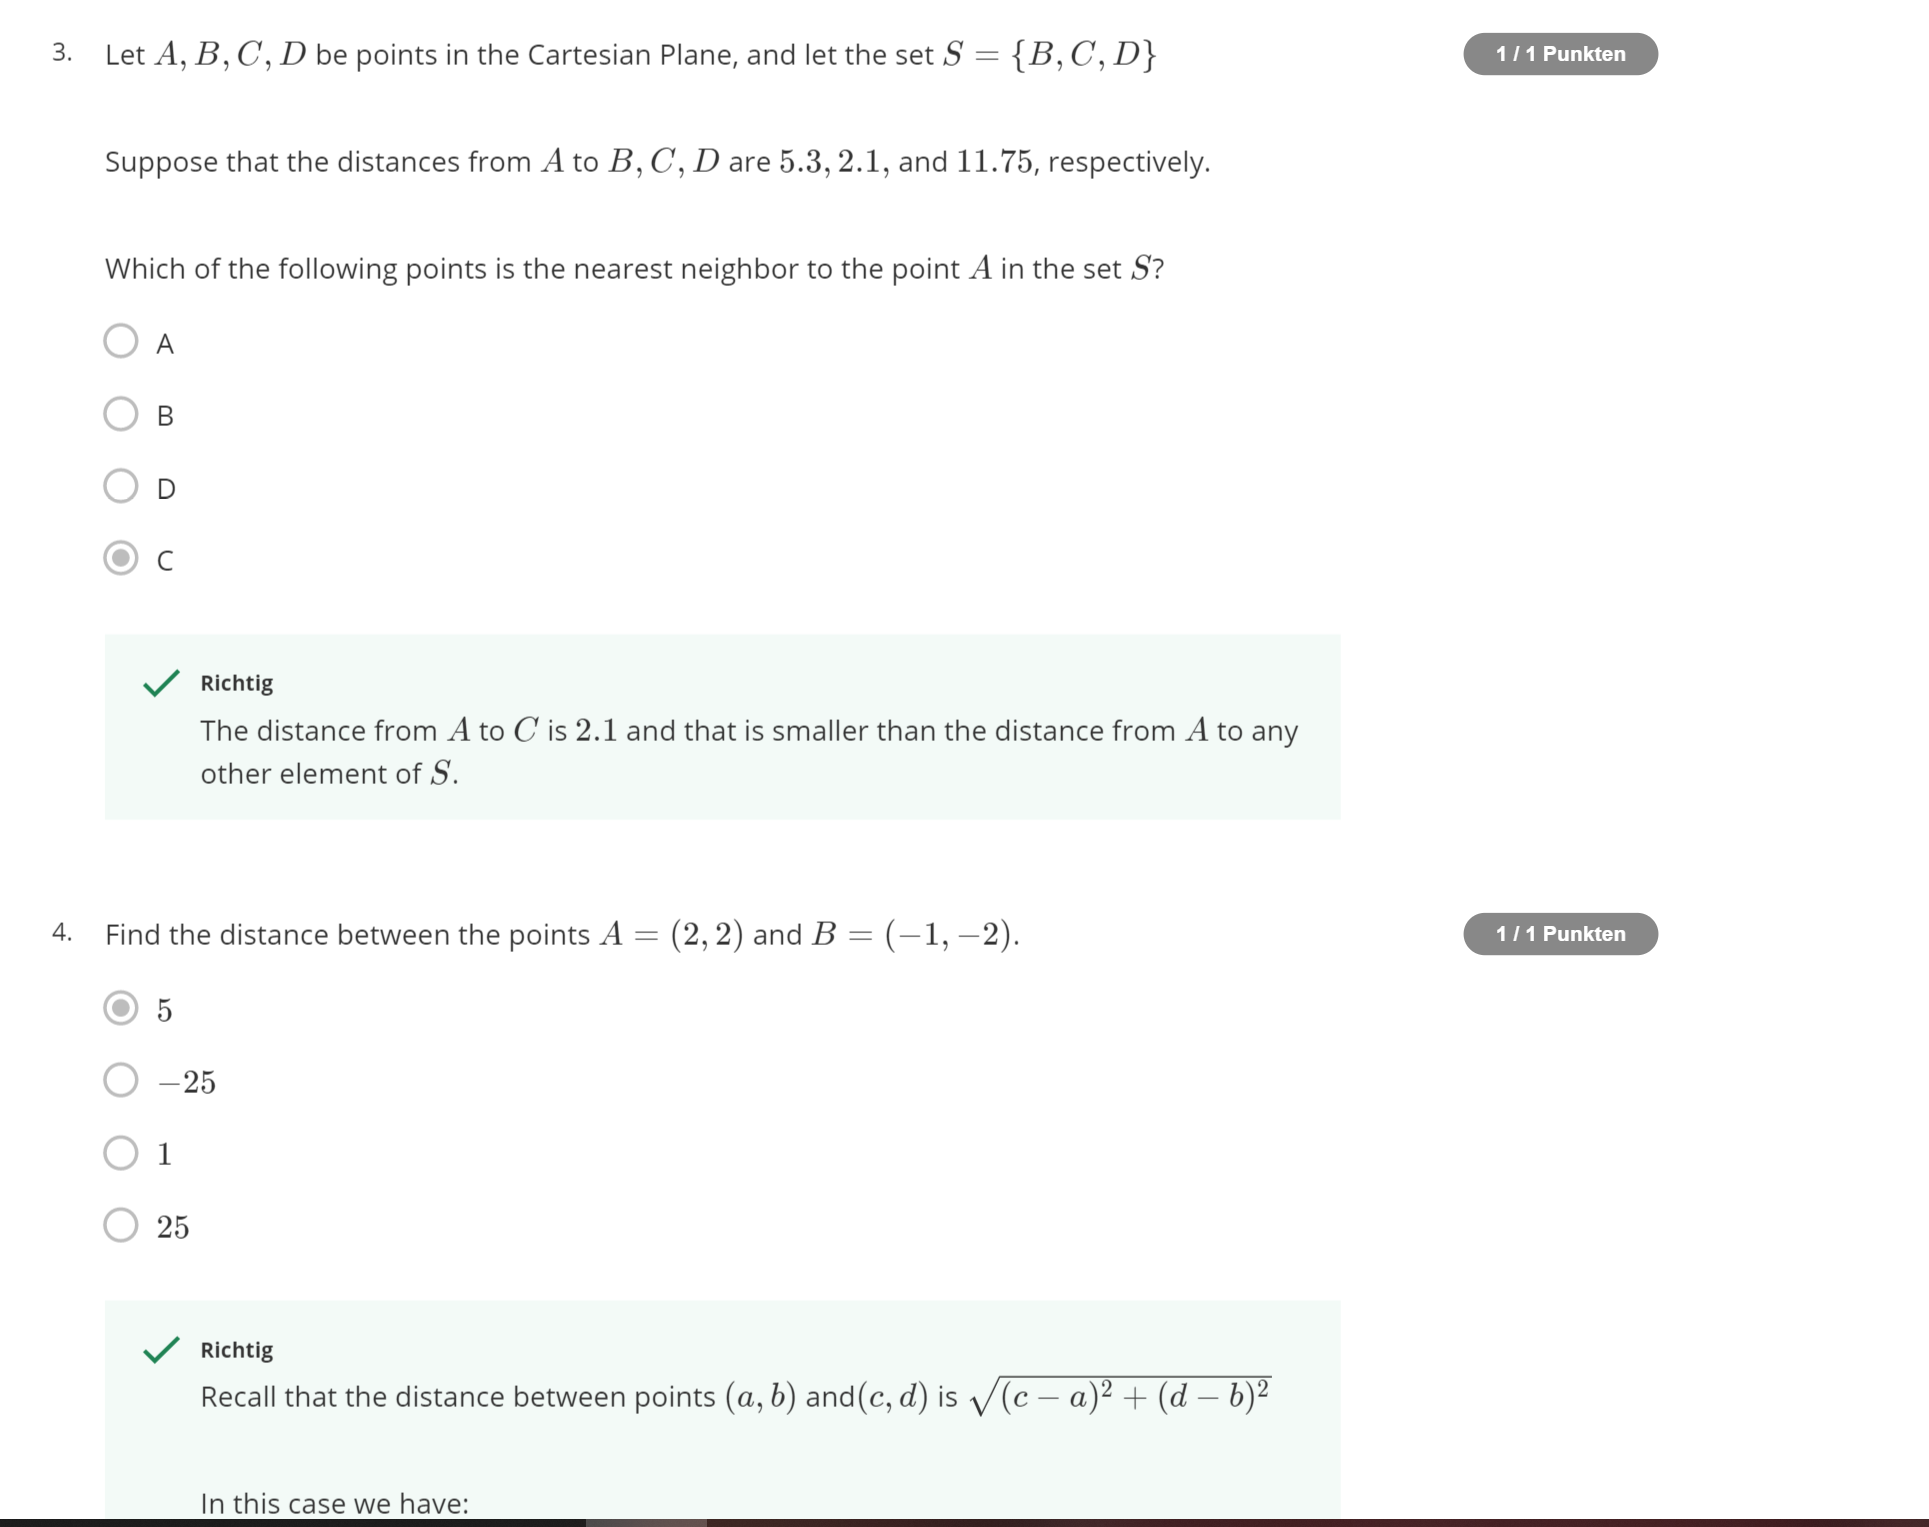 3. Let A, B, C, D be points in the Cartesian Plane, and let the set S = {B, C, D}
1 / 1 Punkten
Suppose that the distances from A to B, C, D are 5.3, 2.1, and 11.75, respectively.
Which of the following points is the nearest neighbor to the point A in the set S?
A
B
D
C
Richtig
The distance from A to C is 2.1 and that is smaller than the distance from A to any
other element of S.
4. Find the distance between the points A = (2, 2) and B = (−1, −2).
1 / 1 Punkten
5
−25
1
25
Richtig
Recall that the distance between points (a, b) and(c, d) is √(c − a)² + (d − b)²
In this case we have: